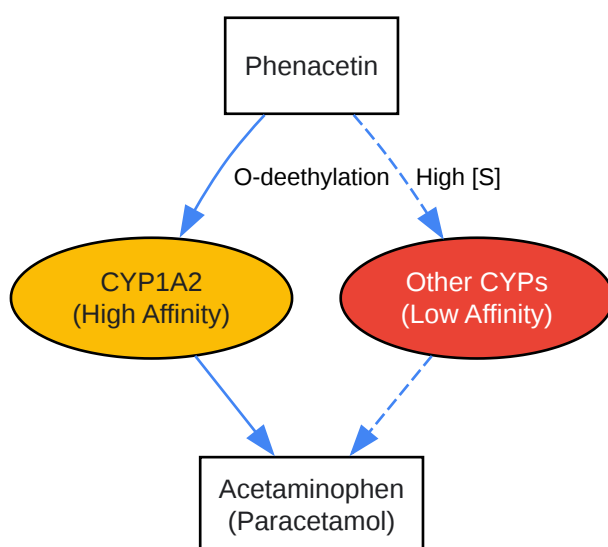 Phenacetin
O-deethylation
High [S]
CYP1A2
(High Affinity)
Other CYPs
(Low Affinity)
Acetaminophen
(Paracetamol)